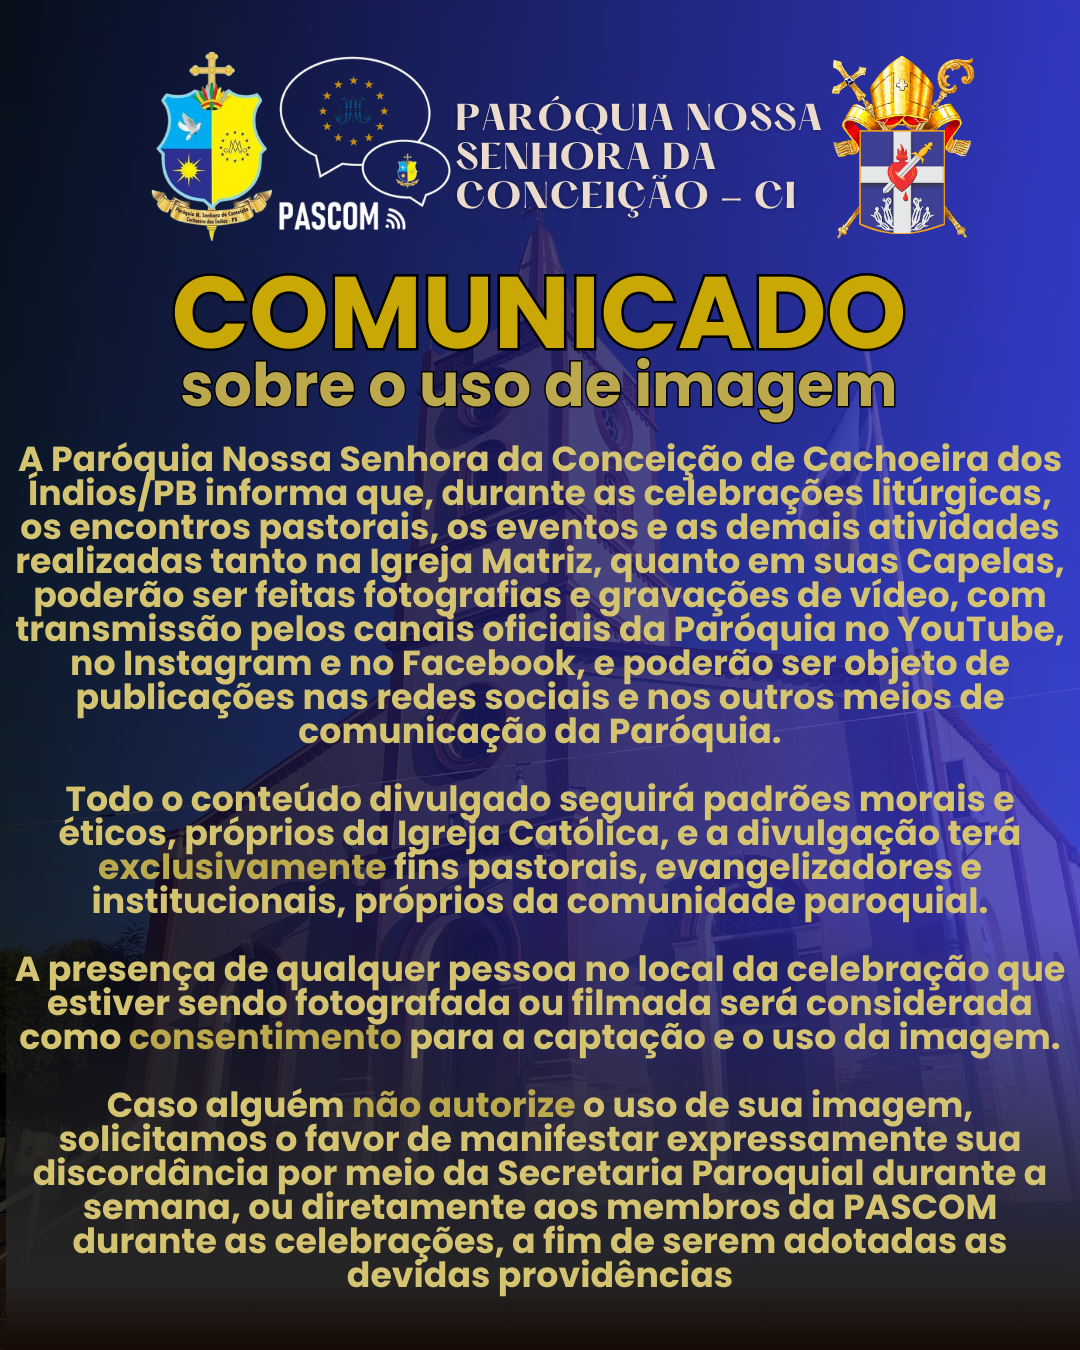 PARÓQUIA NOSSA
SENHORA DA
CONCEIÇÃO – CI
PASCOM
Paróquia N. Senhora da Conceição
Cachoeira dos Índios - PB
COMUNICADO
sobre o uso de imagem
A Paróquia Nossa Senhora da Conceição de Cachoeira dos
Índios/PB informa que, durante as celebrações litúrgicas,
os encontros pastorais, os eventos e as demais atividades
realizadas tanto na Igreja Matriz, quanto em suas Capelas,
poderão ser feitas fotografias e gravações de vídeo, com
transmissão pelos canais oficiais da Paróquia no YouTube,
no Instagram e no Facebook, e poderão ser objeto de
publicações nas redes sociais e nos outros meios de
comunicação da Paróquia.
Todo o conteúdo divulgado seguirá padrões morais e
éticos, próprios da Igreja Católica, e a divulgação terá
exclusivamente fins pastorais, evangelizadores e
institucionais, próprios da comunidade paroquial.
A presença de qualquer pessoa no local da celebração que
estiver sendo fotografada ou filmada será considerada
como consentimento para a captação e o uso da imagem.
Caso alguém não autorize o uso de sua imagem,
solicitamos o favor de manifestar expressamente sua
discordância por meio da Secretaria Paroquial durante a
semana, ou diretamente aos membros da PASCOM
durante as celebrações, a fim de serem adotadas as
devidas providências